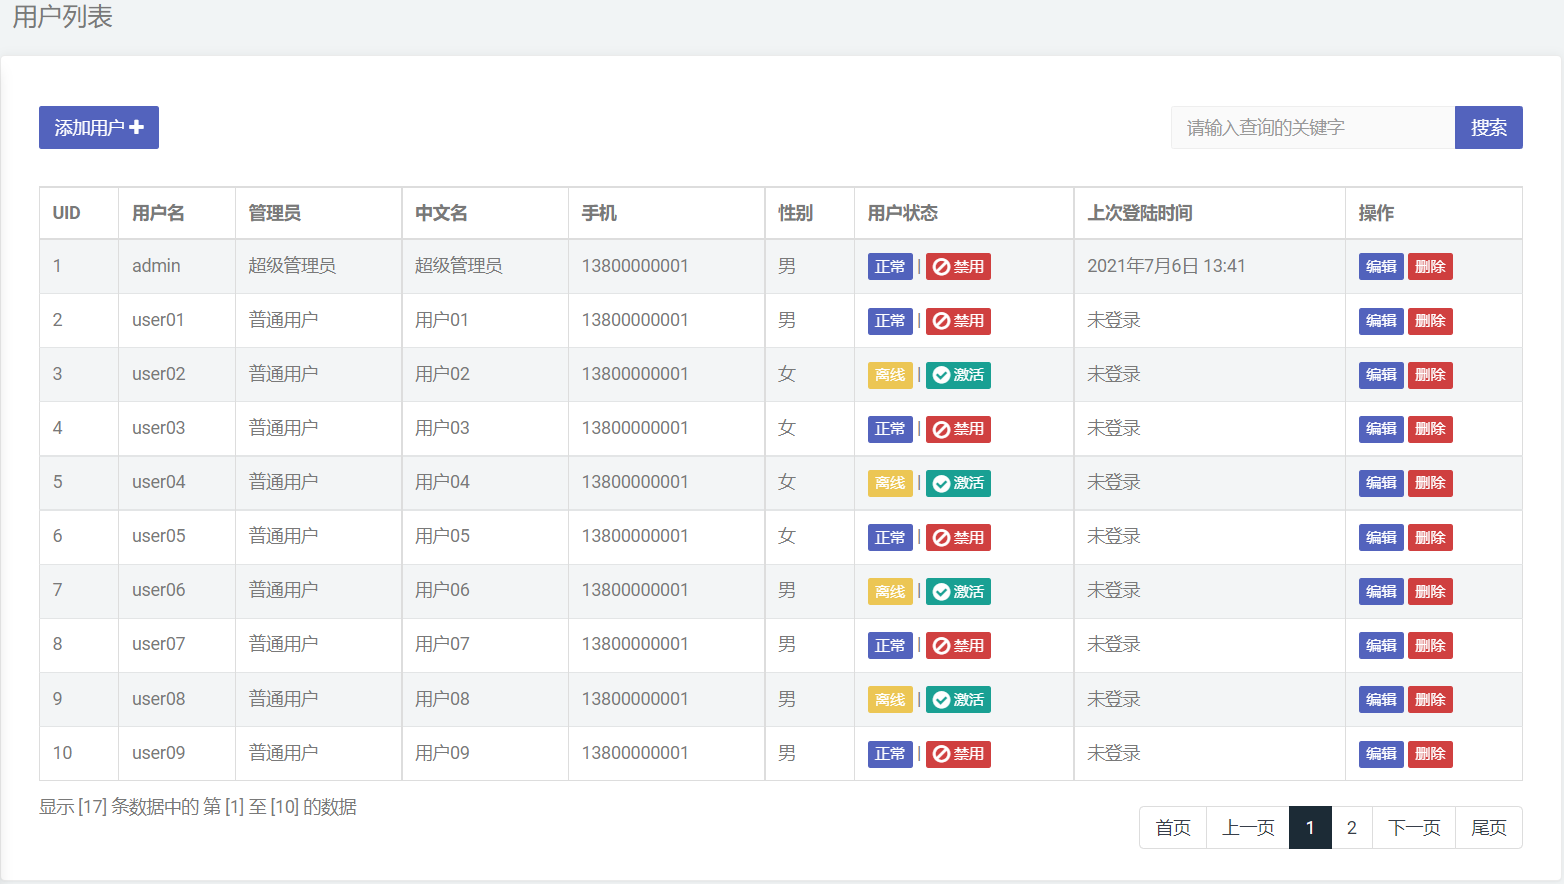 用户列表
添加用户
请输入查询的关键字 搜索
UID 用户名 管理员 中文名 手机 性别 用户状态 上次登陆时间 操作
1 admin 超级管理员 超级管理员 13800000001 男 正常 | 禁用 2021年7月6日 13:41 编辑 删除
2 user01 普通用户 用户01 13800000001 男 正常 | 禁用 未登录 编辑 删除
3 user02 普通用户 用户02 13800000001 女 离线 | 激活 未登录 编辑 删除
4 user03 普通用户 用户03 13800000001 女 正常 | 禁用 未登录 编辑 删除
5 user04 普通用户 用户04 13800000001 女 离线 | 激活 未登录 编辑 删除
6 user05 普通用户 用户05 13800000001 女 正常 | 禁用 未登录 编辑 删除
7 user06 普通用户 用户06 13800000001 男 离线 | 激活 未登录 编辑 删除
8 user07 普通用户 用户07 13800000001 男 正常 | 禁用 未登录 编辑 删除
9 user08 普通用户 用户08 13800000001 男 离线 | 激活 未登录 编辑 删除
10 user09 普通用户 用户09 13800000001 男 正常 | 禁用 未登录 编辑 删除
显示 [17] 条数据中的 第 [1] 至 [10] 的数据
首页 上一页 1 2 下一页 尾页